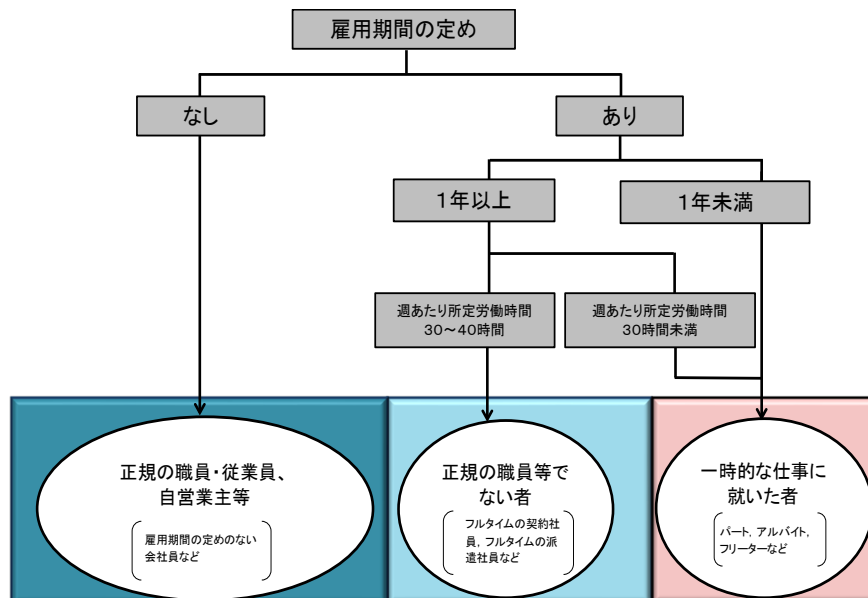 雇用期間の定め
なし
あり
１年以上
１年未満
週あたり所定労働時間
３０～４０時間
週あたり所定労働時間
３０時間未満
正規の職員・従業員、
自営業主等
雇用期間の定めのない
会社員など
正規の職員等で
ない者
フルタイムの契約社
員，フルタイムの派
遣社員など
一時的な仕事に
就いた者
パート，アルバイト，
フリーターなど